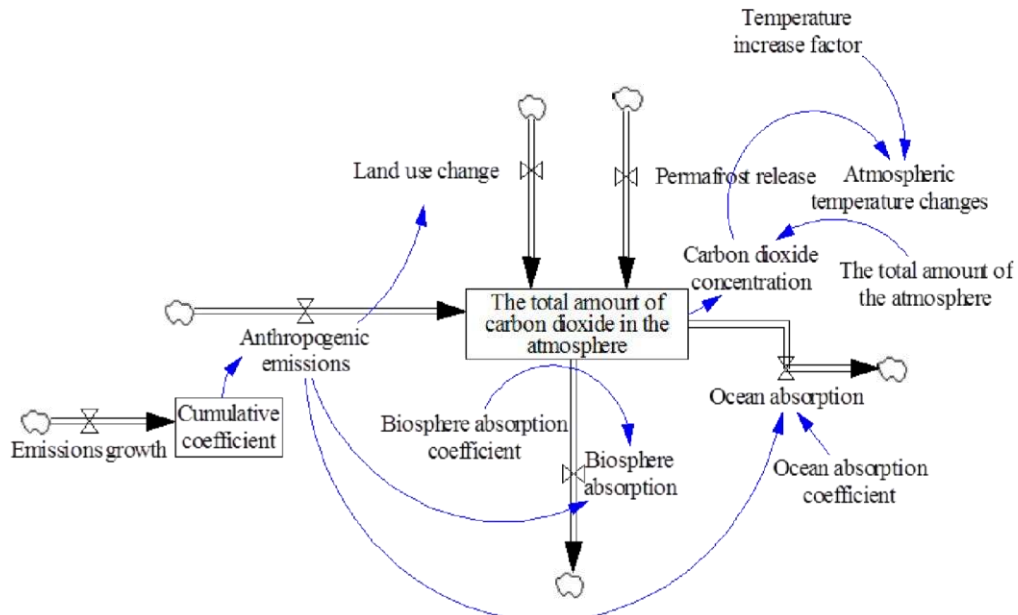 Temperature
increase factor
Land use change
Permafrost release
Atmospheric
temperature changes
Carbon dioxide
concentration
The total amount of
the atmosphere
The total amount of
carbon dioxide in the
atmosphere
Anthropogenic
emissions
Ocean absorption
Cumulative
coefficient
Emissions growth
Biosphere absorption
coefficient
Biosphere
absorption
Ocean absorption
coefficient